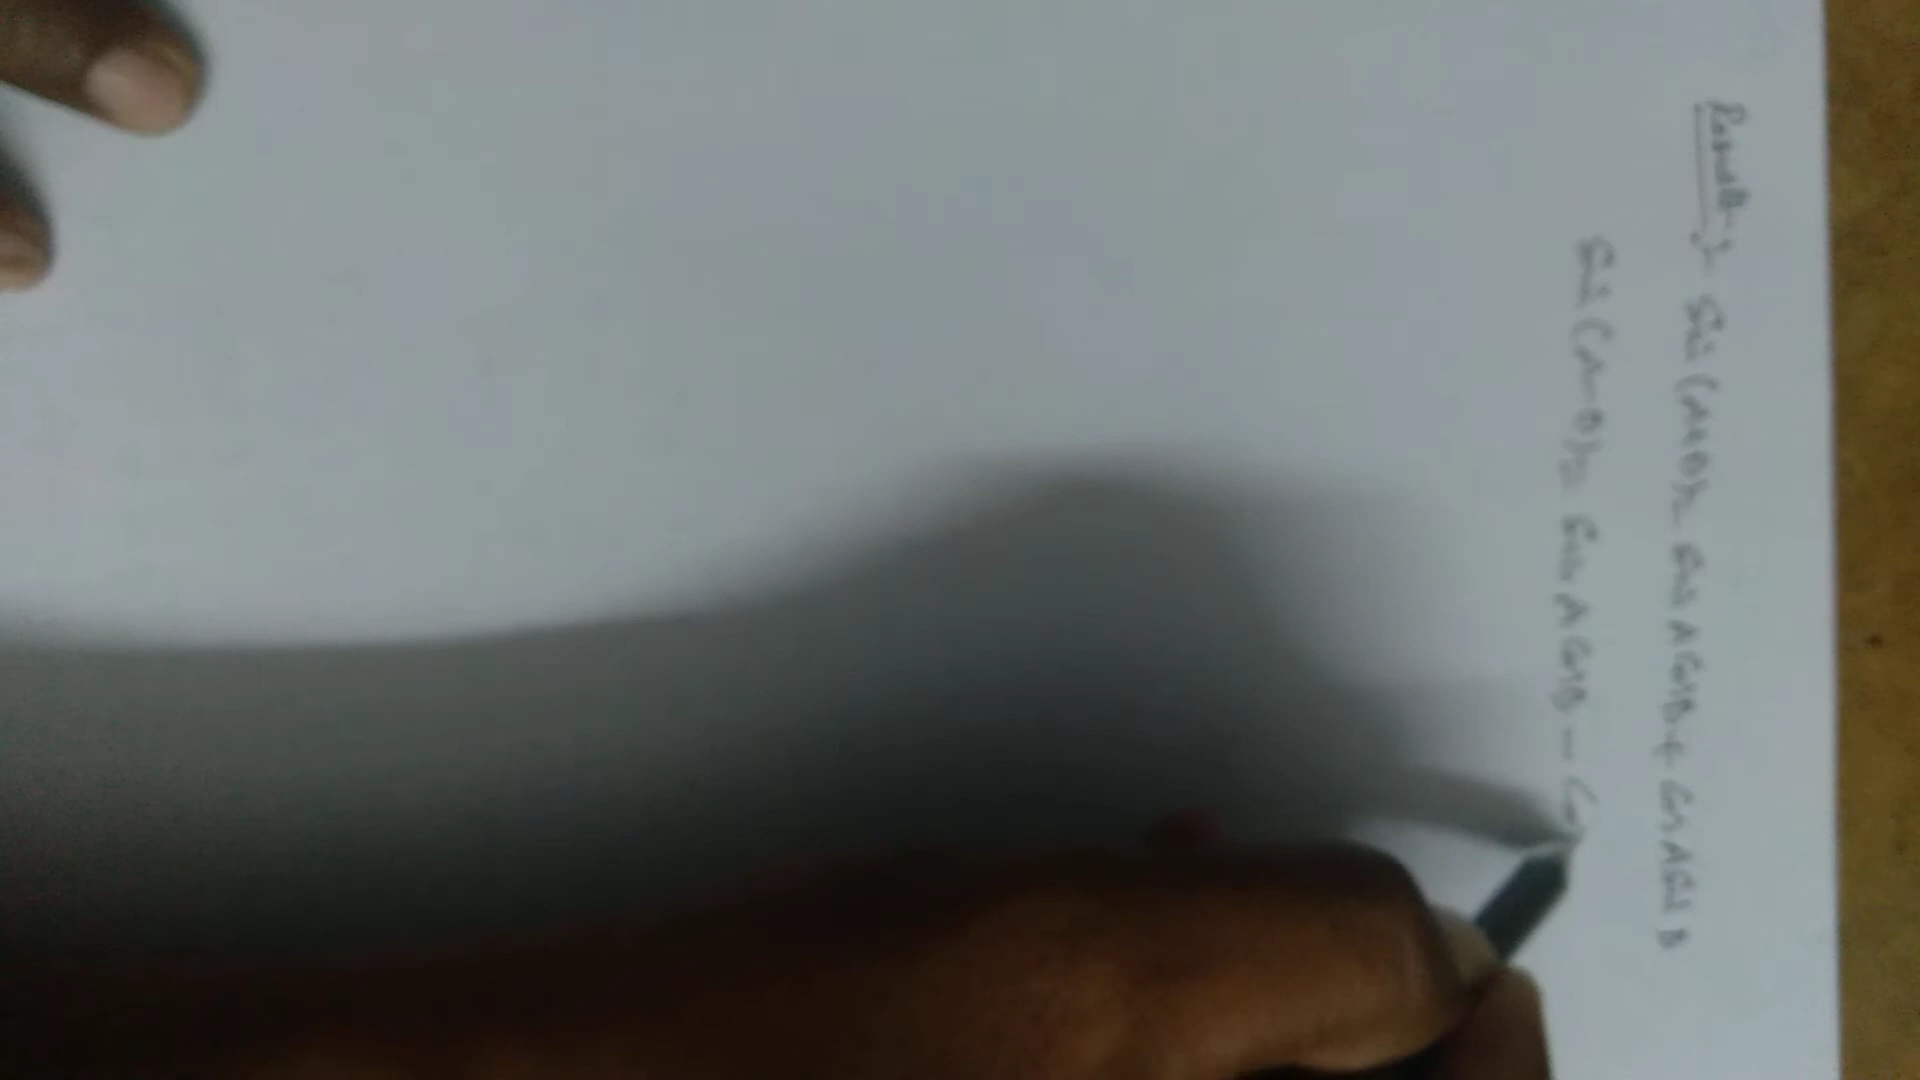 Result :- Sin (A+B) = Sin A Cos B + Cos A Sin B
Sin (A-B) = Sin A Cos B - C